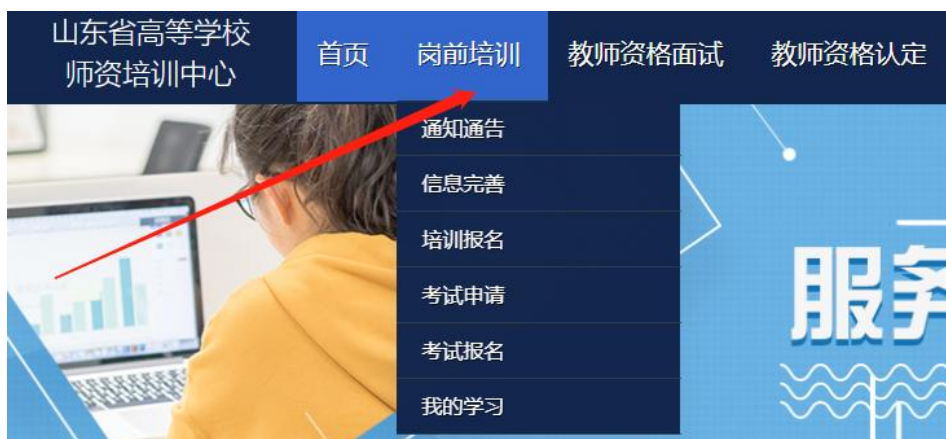 山东省高等学校
师资培训中心
首页 岗前培训 教师资格面试 教师资格认定
通知通告
信息完善
培训报名
考试申请
考试报名
我的学习
服务